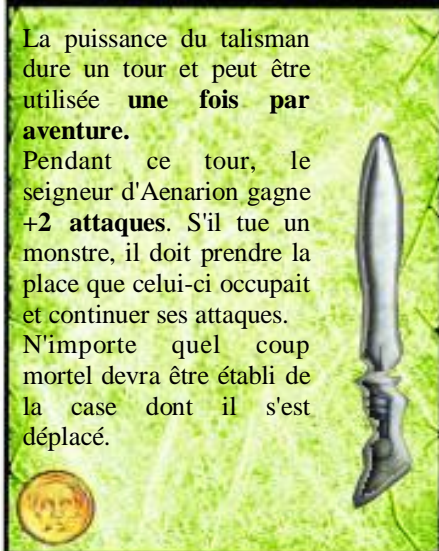 La puissance du talisman
dure un tour et peut être
utilisée une fois par
aventure.
Pendant ce tour, le
seigneur d'Aenarion gagne
+2 attaques. S'il tue un
monstre, il doit prendre la
place que celui-ci occupait
et continuer ses attaques.
N'importe quel coup
mortel devra être établi de
la case dont il s'est
déplacé.